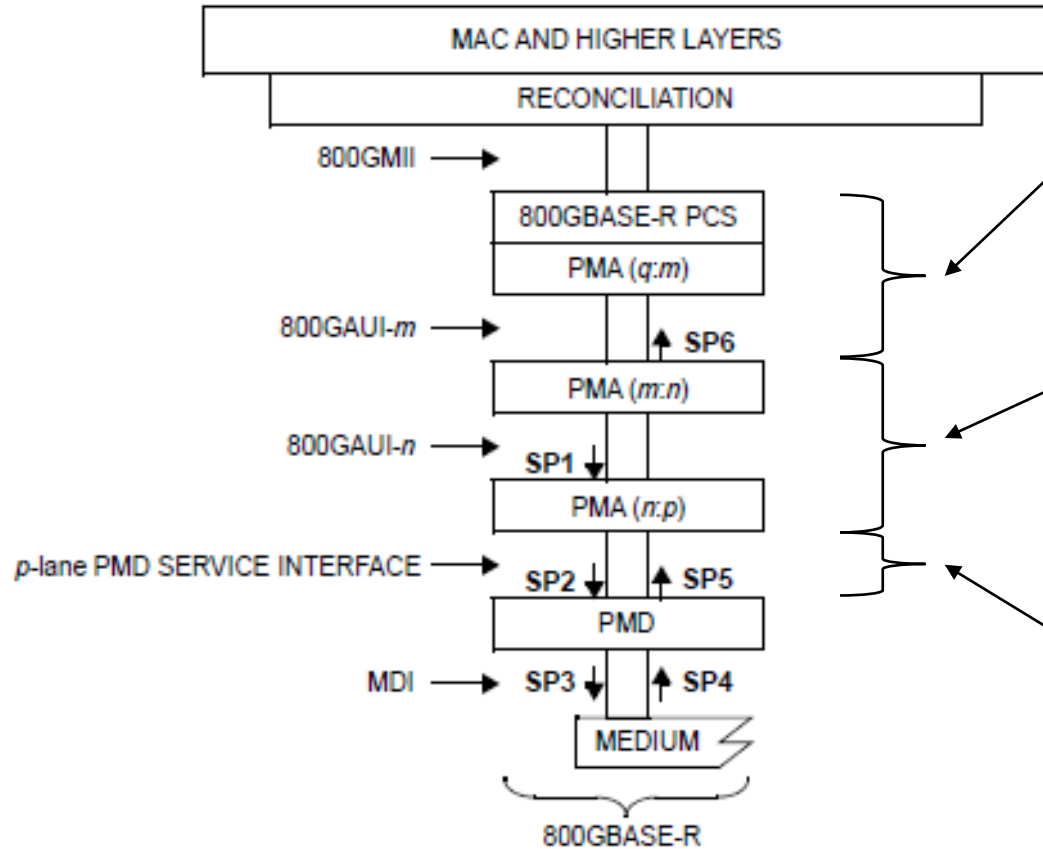 MAC AND HIGHER LAYERS
RECONCILIATION
800GMII
800GBASE-R PCS
PMA (q:m)
800GAUI-m
SP6
PMA (m:n)
800GAUI-n
SP1
PMA (n:p)
p-lane PMD SERVICE INTERFACE
SP2 SP5
PMD
MDI SP3 SP4
MEDIUM
800GBASE-R